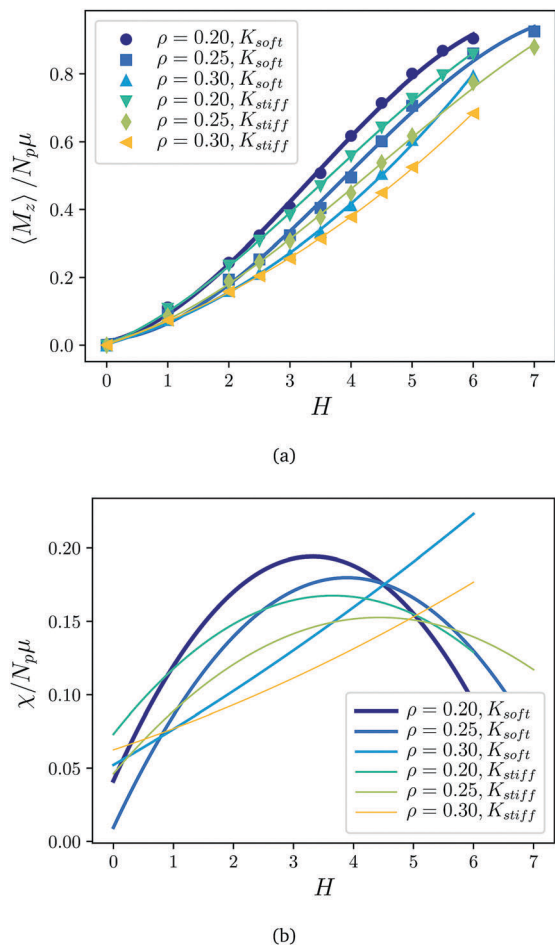 0.8
0.6
0.4
0.2
0.0
⟨M_z⟩/N_pμ
ρ = 0.20, K_soft
ρ = 0.25, K_soft
ρ = 0.30, K_soft
ρ = 0.20, K_stiff
ρ = 0.25, K_stiff
ρ = 0.30, K_stiff
0 1 2 3 4 5 6 7
H
(a)
0.20
0.15
0.10
0.05
0.00
χ/N_pμ
ρ = 0.20, K_soft
ρ = 0.25, K_soft
ρ = 0.30, K_soft
ρ = 0.20, K_stiff
ρ = 0.25, K_stiff
ρ = 0.30, K_stiff
0 1 2 3 4 5 6 7
H
(b)